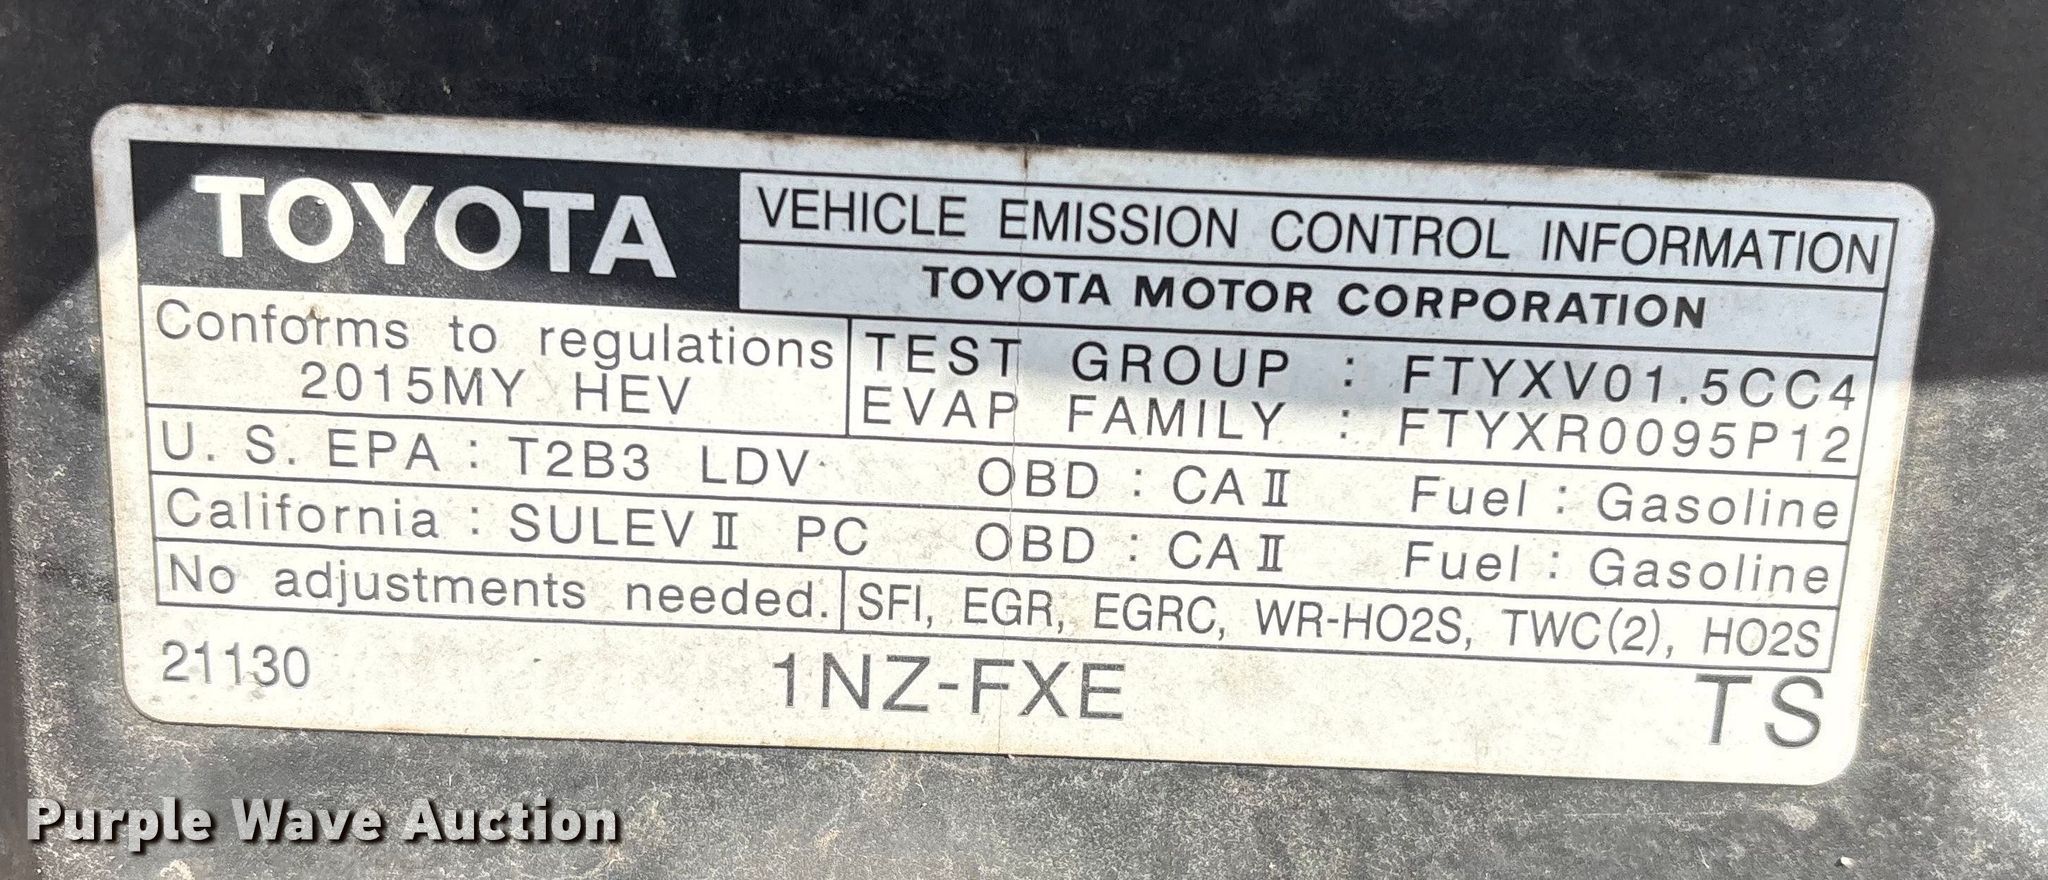 TOYOTA
VEHICLE EMISSION CONTROL INFORMATION
TOYOTA MOTOR CORPORATION
Conforms to regulations
2015MY HEV
TEST GROUP : FTYXV01.5CC4
EVAP FAMILY : FTYXR0095P12
U. S. EPA : T2B3 LDV OBD : CA II Fuel : Gasoline
California : SULEV II PC OBD : CA II Fuel : Gasoline
No adjustments needed. SFI, EGR, EGRC, WR-HO2S, TWC(2), HO2S
21130 1NZ-FXE TS
Purple Wave Auction